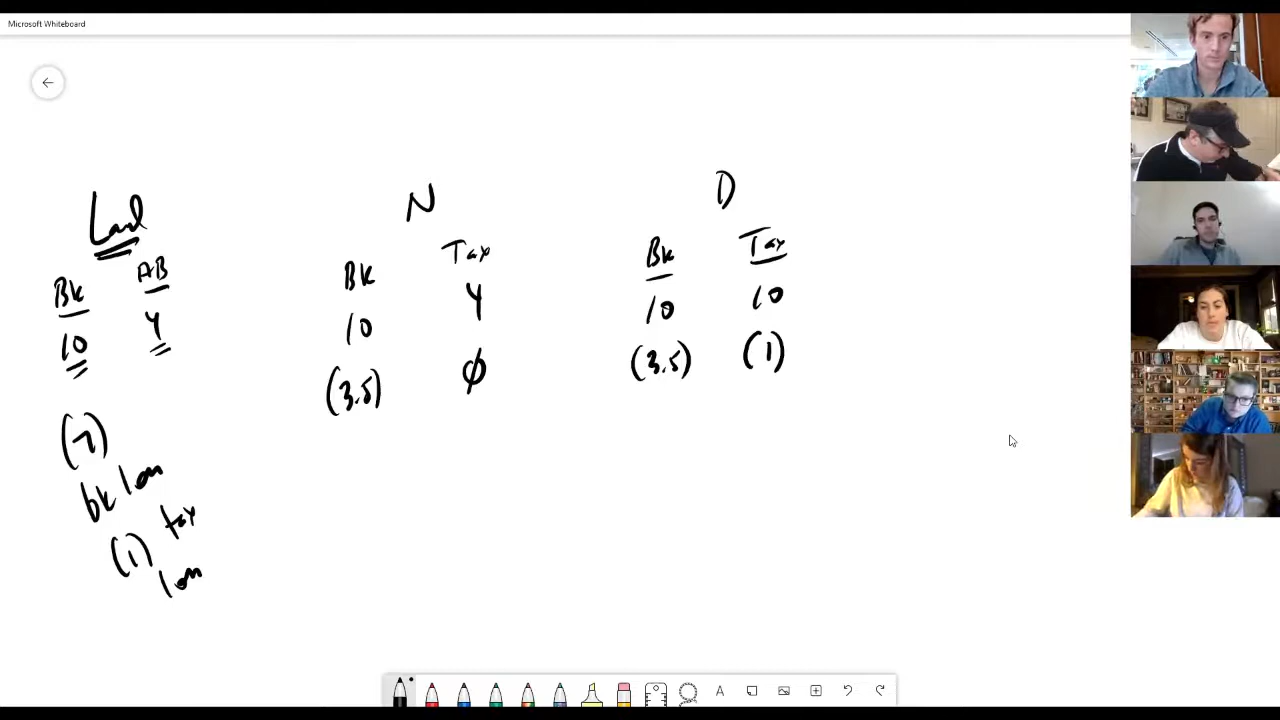 Microsoft Whiteboard
Land
Bk AB
10 4
(7)
bk loss
(1) tax
loss
N
Bk Tax
10 4
(3.5) ϕ
D
Bk Tax
10 10
(3.5) (1)
A